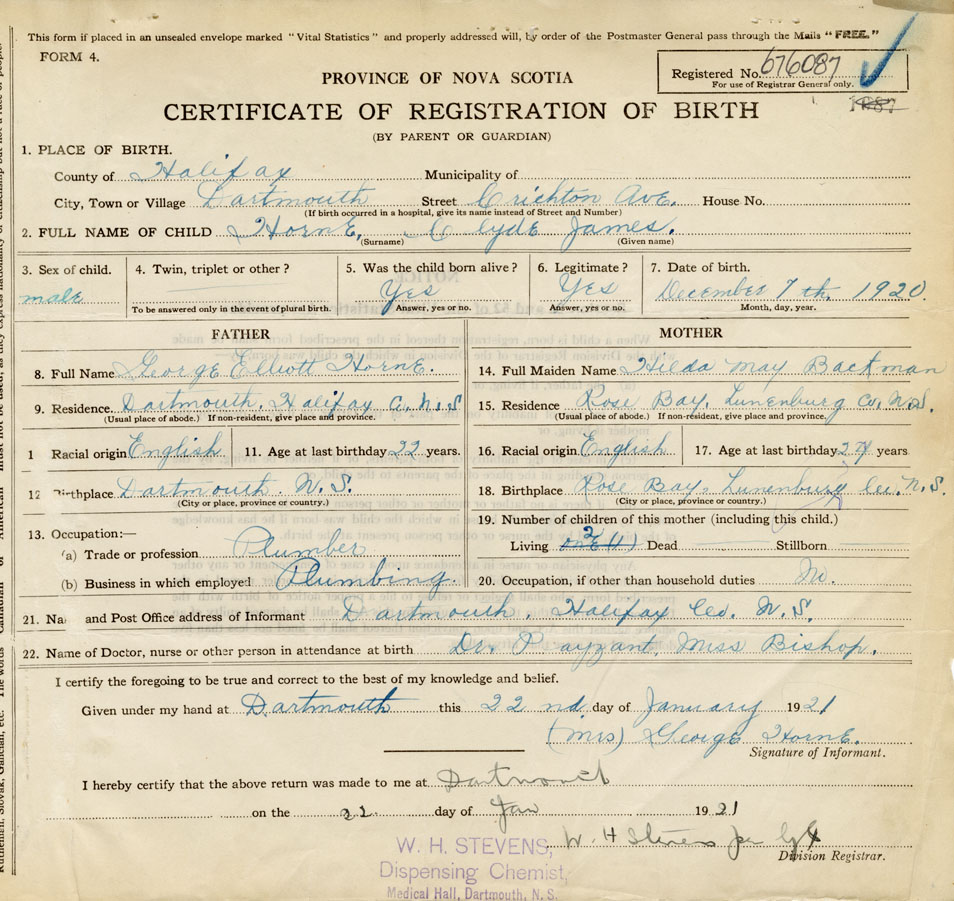 This form if placed in an unsealed envelope marked "Vital Statistics" and properly addressed will, by order of the Postmaster General pass through the Mails "FREE."
FORM 4.
Registered No. 676087
For use of Registrar General only.
PROVINCE OF NOVA SCOTIA
CERTIFICATE OF REGISTRATION OF BIRTH
(BY PARENT OR GUARDIAN)
1. PLACE OF BIRTH.
County of Halifax Municipality of
City, Town or Village Dartmouth Street Crichton Ave. House No.
(If birth occurred in a hospital, give its name instead of Street and Number)
2. FULL NAME OF CHILD Horne, Clyde James.
(Surname) (Given name)
3. Sex of child. 4. Twin, triplet or other? 5. Was the child born alive? 6. Legitimate? 7. Date of birth.
male Yes Yes December 7th, 1920.
To be answered only in the event of plural birth. Answer, yes or no. Answer, yes or no. Month, day, year.
FATHER
8. Full Name George Elliott Horne.
9. Residence. Dartmouth, Halifax Co, N.S
(Usual place of abode.) If non-resident, give place and province.
1 Racial origin English 11. Age at last birthday 22 years.
12 Birthplace Dartmouth. N.S.
(City or place, province or country.)
13. Occupation:—
(a) Trade or profession Plumber
(b) Business in which employed Plumbing.
MOTHER
14. Full Maiden Name Hilda May Backman
15. Residence Rose Bay, Lunenburg Co, N.S.
(Usual place of abode.) If non-resident, give place and province.
16. Racial origin English 17. Age at last birthday years
18. Birthplace Rose Bay, Lunenburg Co. N.S.
(City or place, province or country.)
19. Number of children of this mother (including this child.)
Living 2 one (1) Dead Stillborn
20. Occupation, if other than household duties
21. Na and Post Office address of Informant Dartmouth, Halifax Co. N.S.
22. Name of Doctor, nurse or other person in attendance at birth Dr. Payzant, Miss Bishop.
I certify the foregoing to be true and correct to the best of my knowledge and belief.
Given under my hand at Dartmouth this 22nd day of January 1921
(Mrs) George Horne.
Signature of Informant.
I hereby certify that the above return was made to me at Dartmouth
on the 22 day of Jan 1921
W. H Stevens
Division Registrar.
W. H. STEVENS,
Dispensing Chemist,
Medical Hall, Dartmouth, N. S.